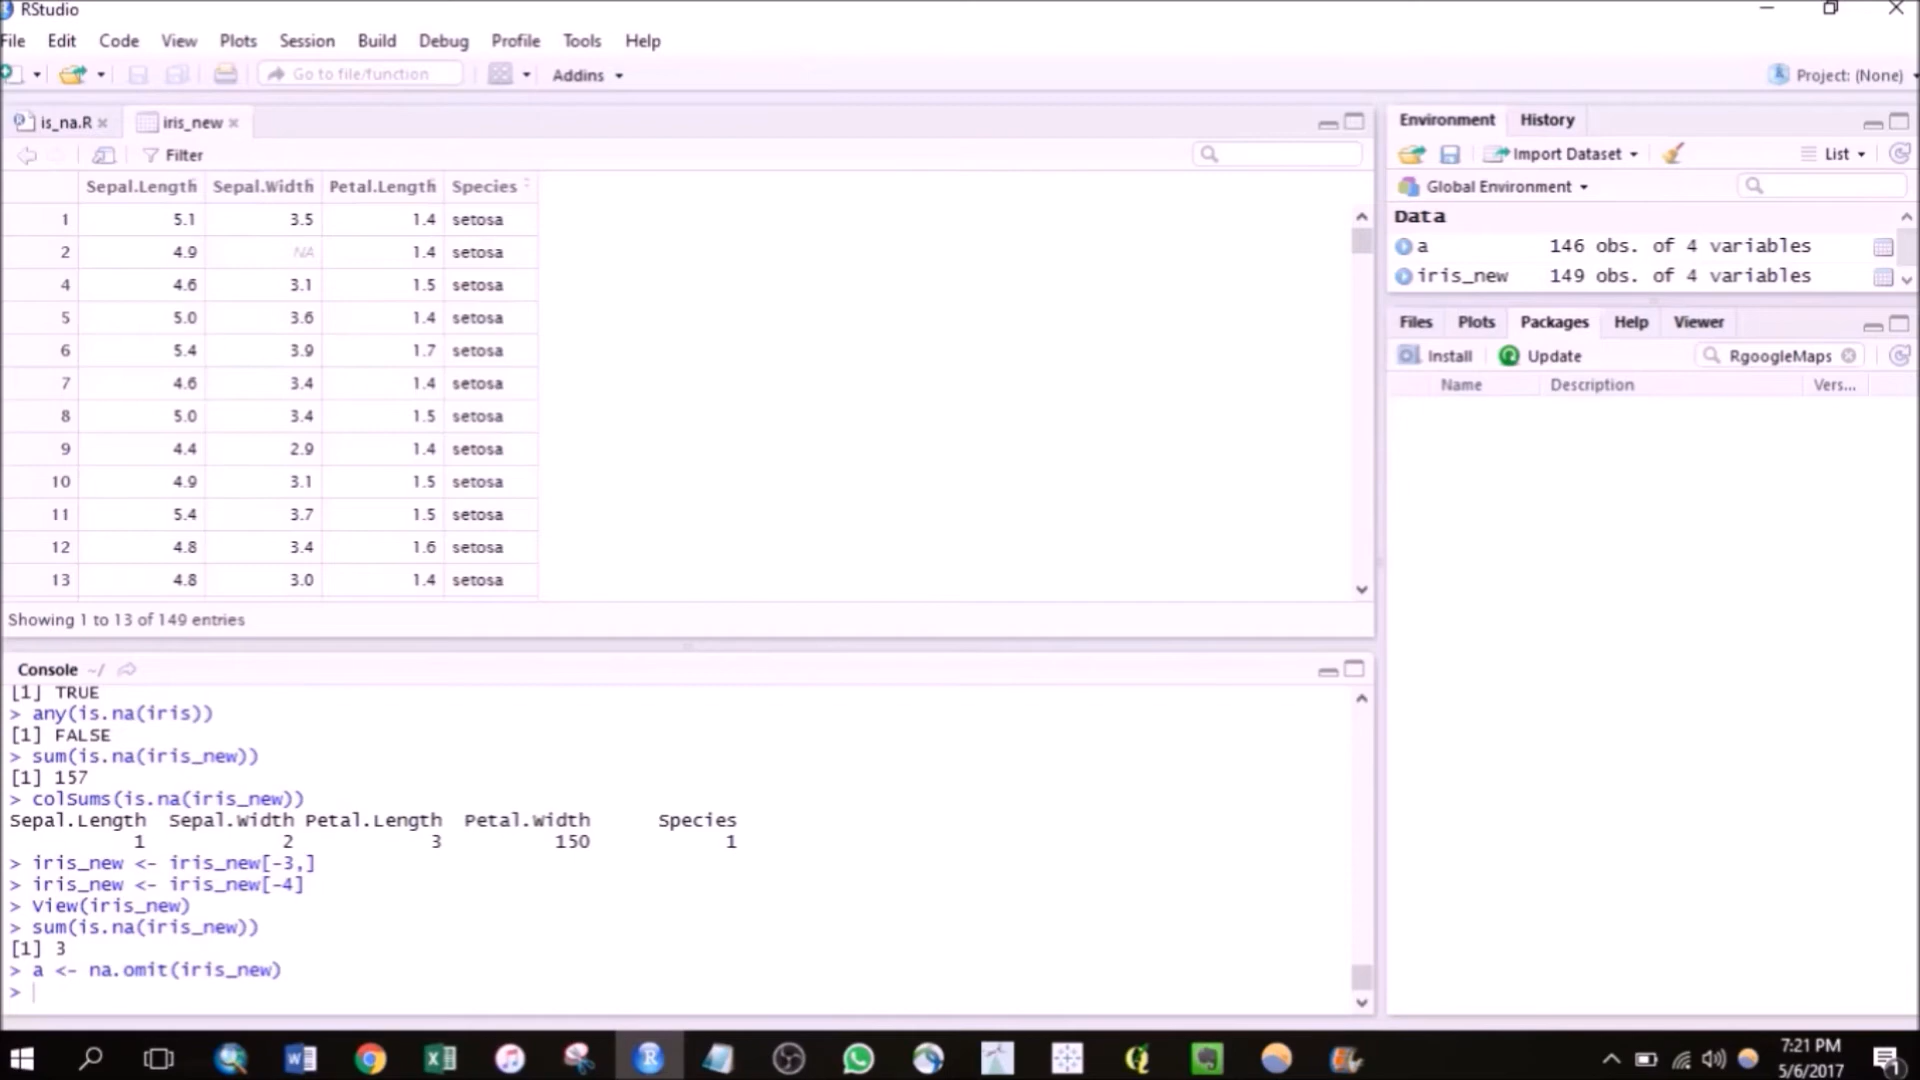 RStudio
File Edit Code View Plots Session Build Debug Profile Tools Help
Go to file/function Addins Project: (None)
is_na.R iris_new
Filter
Sepal.Length Sepal.Width Petal.Length Species
1 5.1 3.5 1.4 setosa
2 4.9 NA 1.4 setosa
4 4.6 3.1 1.5 setosa
5 5.0 3.6 1.4 setosa
6 5.4 3.9 1.7 setosa
7 4.6 3.4 1.4 setosa
8 5.0 3.4 1.5 setosa
9 4.4 2.9 1.4 setosa
10 4.9 3.1 1.5 setosa
11 5.4 3.7 1.5 setosa
12 4.8 3.4 1.6 setosa
13 4.8 3.0 1.4 setosa
Showing 1 to 13 of 149 entries
Console ~/
[1] TRUE
> any(is.na(iris))
[1] FALSE
> sum(is.na(iris_new))
[1] 157
> colSums(is.na(iris_new))
Sepal.Length Sepal.Width Petal.Length Petal.Width Species
1 2 3 150 1
> iris_new <- iris_new[-3,]
> iris_new <- iris_new[-4]
> View(iris_new)
> sum(is.na(iris_new))
[1] 3
> a <- na.omit(iris_new)
>
Environment History
Import Dataset List
Global Environment
Data
a 146 obs. of 4 variables
iris_new 149 obs. of 4 variables
Files Plots Packages Help Viewer
Install Update RgoogleMaps
Name Description Vers...
7:21 PM
5/6/2017
1